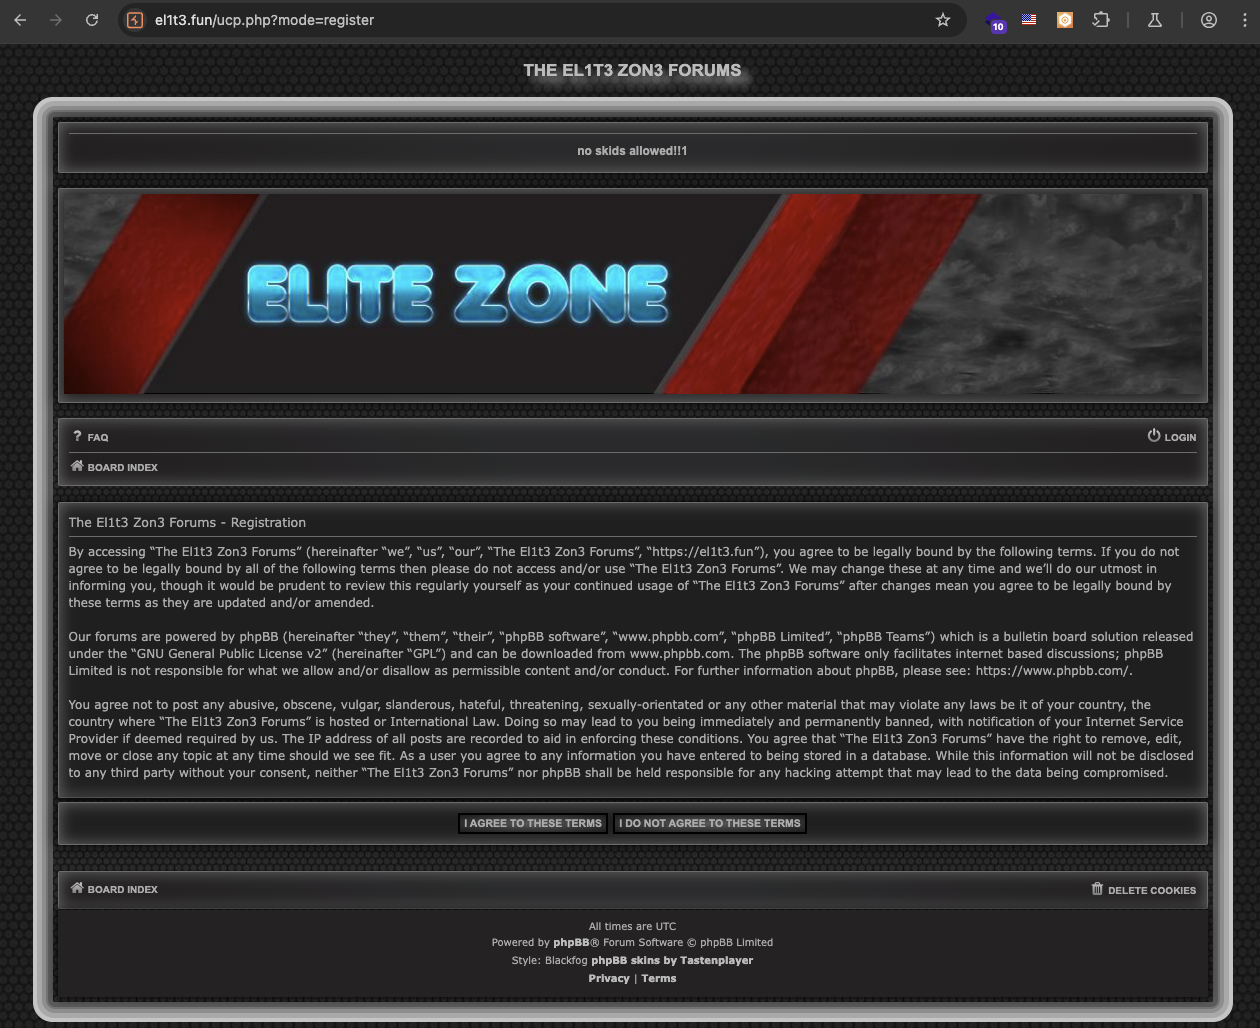 el1t3.fun/ucp.php?mode=register
10
THE EL1T3 ZON3 FORUMS
no skids allowed!!1
ELITE ZONE
? FAQ
LOGIN
BOARD INDEX
The El1t3 Zon3 Forums - Registration
By accessing “The El1t3 Zon3 Forums” (hereinafter “we”, “us”, “our”, “The El1t3 Zon3 Forums”, “https://el1t3.fun”), you agree to be legally bound by the following terms. If you do not
agree to be legally bound by all of the following terms then please do not access and/or use “The El1t3 Zon3 Forums”. We may change these at any time and we’ll do our utmost in
informing you, though it would be prudent to review this regularly yourself as your continued usage of “The El1t3 Zon3 Forums” after changes mean you agree to be legally bound by
these terms as they are updated and/or amended.
Our forums are powered by phpBB (hereinafter “they”, “them”, “their”, “phpBB software”, “www.phpbb.com”, “phpBB Limited”, “phpBB Teams”) which is a bulletin board solution released
under the “GNU General Public License v2” (hereinafter “GPL”) and can be downloaded from www.phpbb.com. The phpBB software only facilitates internet based discussions; phpBB
Limited is not responsible for what we allow and/or disallow as permissible content and/or conduct. For further information about phpBB, please see: https://www.phpbb.com/.
You agree not to post any abusive, obscene, vulgar, slanderous, hateful, threatening, sexually-orientated or any other material that may violate any laws be it of your country, the
country where “The El1t3 Zon3 Forums” is hosted or International Law. Doing so may lead to you being immediately and permanently banned, with notification of your Internet Service
Provider if deemed required by us. The IP address of all posts are recorded to aid in enforcing these conditions. You agree that “The El1t3 Zon3 Forums” have the right to remove, edit,
move or close any topic at any time should we see fit. As a user you agree to any information you have entered to being stored in a database. While this information will not be disclosed
to any third party without your consent, neither “The El1t3 Zon3 Forums” nor phpBB shall be held responsible for any hacking attempt that may lead to the data being compromised.
I AGREE TO THESE TERMS
I DO NOT AGREE TO THESE TERMS
BOARD INDEX
DELETE COOKIES
All times are UTC
Powered by phpBB® Forum Software © phpBB Limited
Style: Blackfog phpBB skins by Tastenplayer
Privacy | Terms